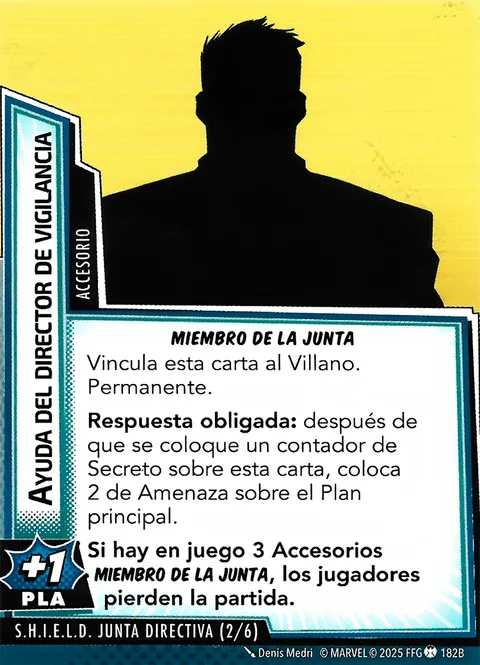 AYUDA DEL DIRECTOR DE VIGILANCIA
ACCESORIO
MIEMBRO DE LA JUNTA
Vincula esta carta al Villano.
Permanente.
Respuesta obligada: después de
que se coloque un contador de
Secreto sobre esta carta, coloca
2 de Amenaza sobre el Plan
principal.
Si hay en juego 3 Accesorios
MIEMBRO DE LA JUNTA, los jugadores
pierden la partida.
+1
PLA
S.H.I.E.L.D. JUNTA DIRECTIVA (2/6)
Denis Medri © MARVEL © 2025 FFG 182B